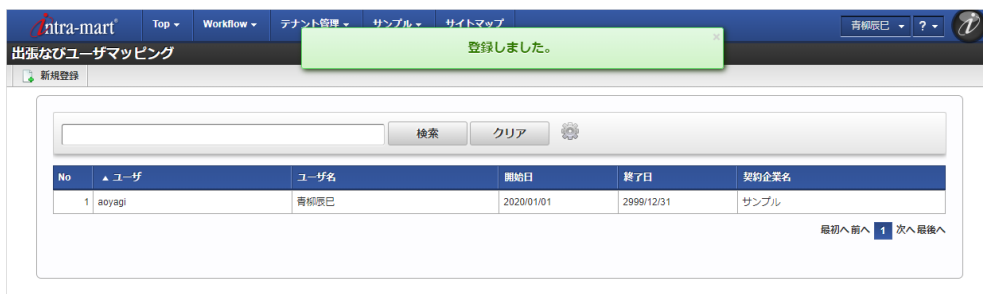 intra-mart® Top Workflow テナント管理 サンプル サイトマップ 青柳辰巳 ?
登録しました。 ×
出張なびユーザマッピング
新規登録
検索 クリア
No ▲ ユーザ ユーザ名 開始日 終了日 契約企業名
1 aoyagi 青柳辰巳 2020/01/01 2999/12/31 サンプル
最初へ 前へ 1 次へ 最後へ